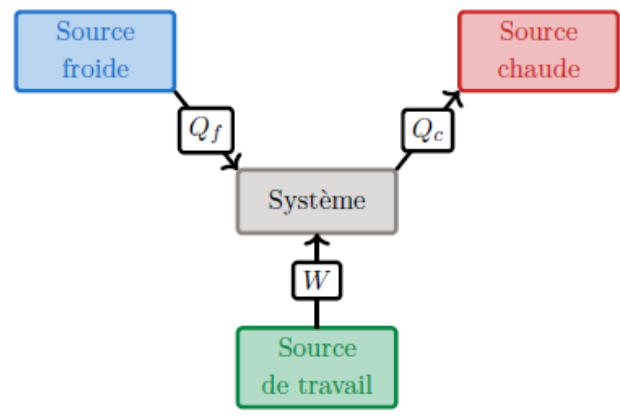 Source
froide
Source
chaude
Q_f
Q_c
Système
W
Source
de travail